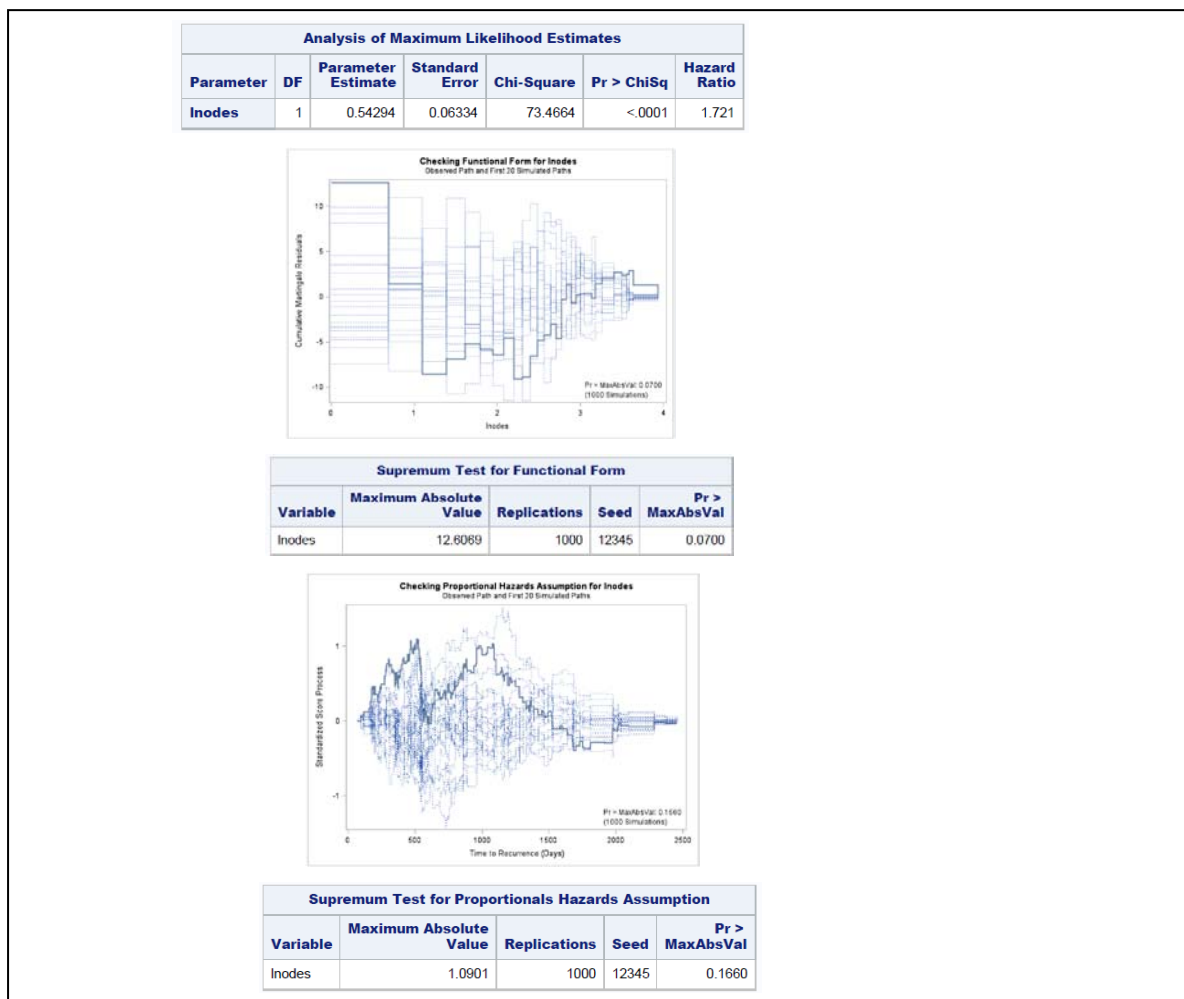 Analysis of Maximum Likelihood Estimates
Parameter DF Parameter Estimate Standard Error Chi-Square Pr > ChiSq Hazard Ratio
lnodes 1 0.54294 0.06334 73.4664 <.0001 1.721
Checking Functional Form for lnodes
Observed Path and First 20 Simulated Paths
Cumulative Martingale Residuals
10
5
0
-5
-10
Pr > MaxAbsVal: 0.0700
(1000 Simulations)
0 1 2 3 4
lnodes
Supremum Test for Functional Form
Variable Maximum Absolute Value Replications Seed Pr > MaxAbsVal
lnodes 12.6069 1000 12345 0.0700
Checking Proportional Hazards Assumption for lnodes
Observed Path and First 20 Simulated Paths
Standardized Score Process
1
0
-1
Pr > MaxAbsVal: 0.1660
(1000 Simulations)
0 500 1000 1500 2000 2500
Time to Recurrence (Days)
Supremum Test for Proportionals Hazards Assumption
Variable Maximum Absolute Value Replications Seed Pr > MaxAbsVal
lnodes 1.0901 1000 12345 0.1660